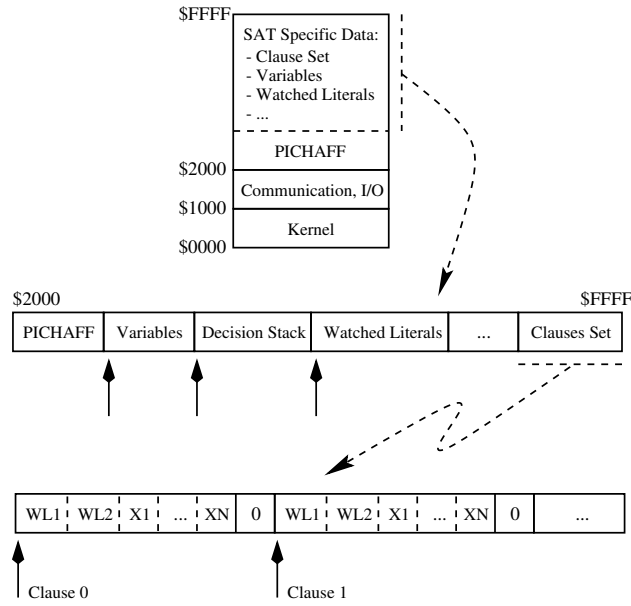 $FFFF
SAT Specific Data:
- Clause Set
- Variables
- Watched Literals
- ...
PICHAFF
$2000
Communication, I/O
$1000
Kernel
$0000
$2000 $FFFF
PICHAFF Variables Decision Stack Watched Literals ... Clauses Set
WL1 WL2 X1 ... XN 0 WL1 WL2 X1 ... XN 0 ...
Clause 0 Clause 1